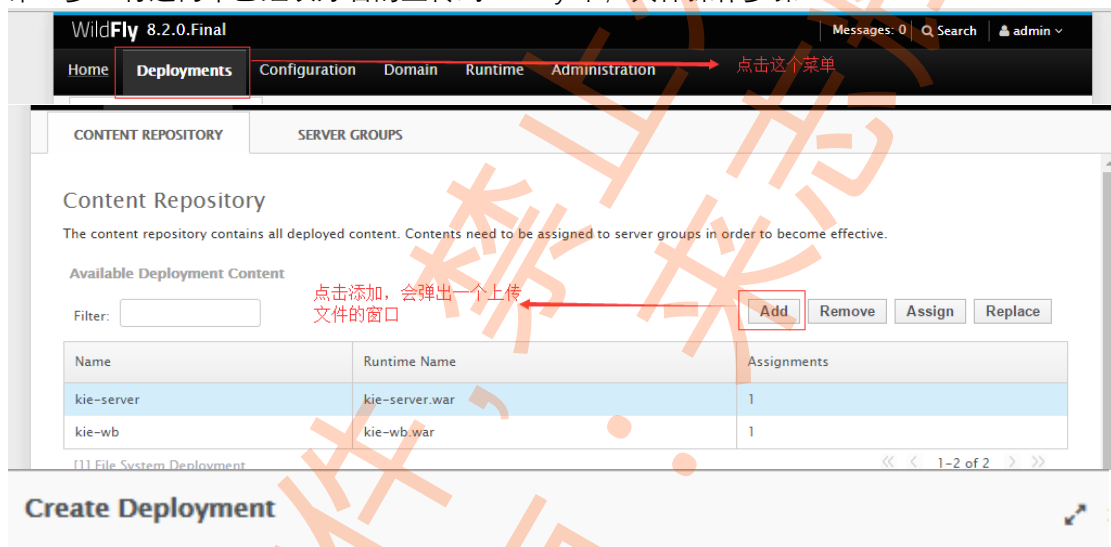 WildFly 8.2.0.Final
Messages: 0 Search admin
Home Deployments Configuration Domain Runtime Administration
点击这个菜单
CONTENT REPOSITORY SERVER GROUPS
Content Repository
The content repository contains all deployed content. Contents need to be assigned to server groups in order to become effective.
Available Deployment Content
点击添加，会弹出一个上传
文件的窗口
Filter:
Add Remove Assign Replace
Name Runtime Name Assignments
kie-server kie-server.war 1
kie-wb kie-wb.war 1
[1] File System Deployment
1-2 of 2
Create Deployment